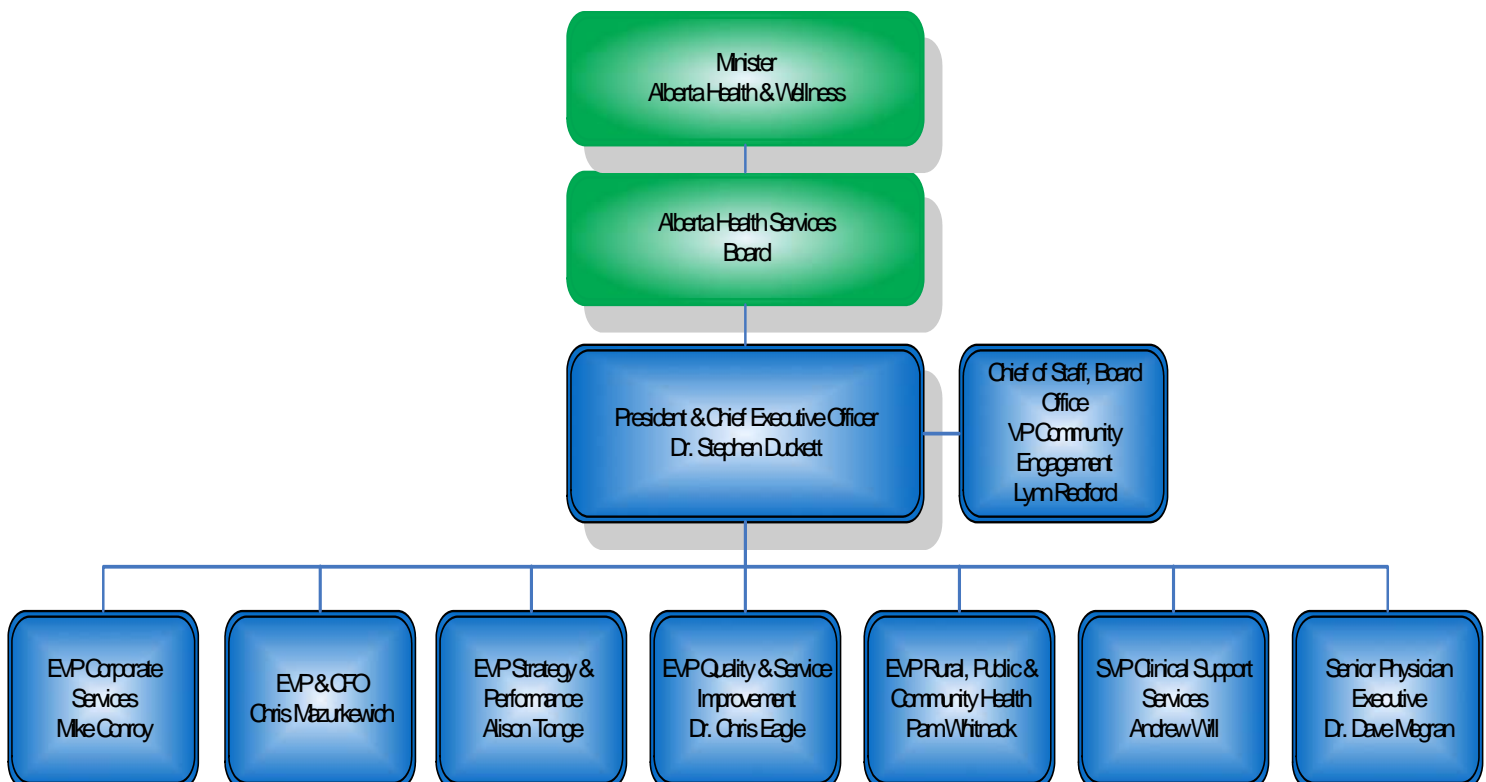 Minister
Alberta Health & Wellness
Alberta Health Services
Board
President & Chief Executive Officer
Dr. Stephen Duckett
Chief of Staff, Board
Office
VP Community
Engagement
Lynn Redford
EVP Corporate
Services
Mike Conroy
EVP & CFO
Chris Mazurkewich
EVP Strategy &
Performance
Alison Tonge
EVP Quality & Service
Improvement
Dr. Chris Eagle
EVP Rural, Public &
Community Health
Pam Whitnack
SVP Clinical Support
Services
Andrew Will
Senior Physician
Executive
Dr. Dave Megran